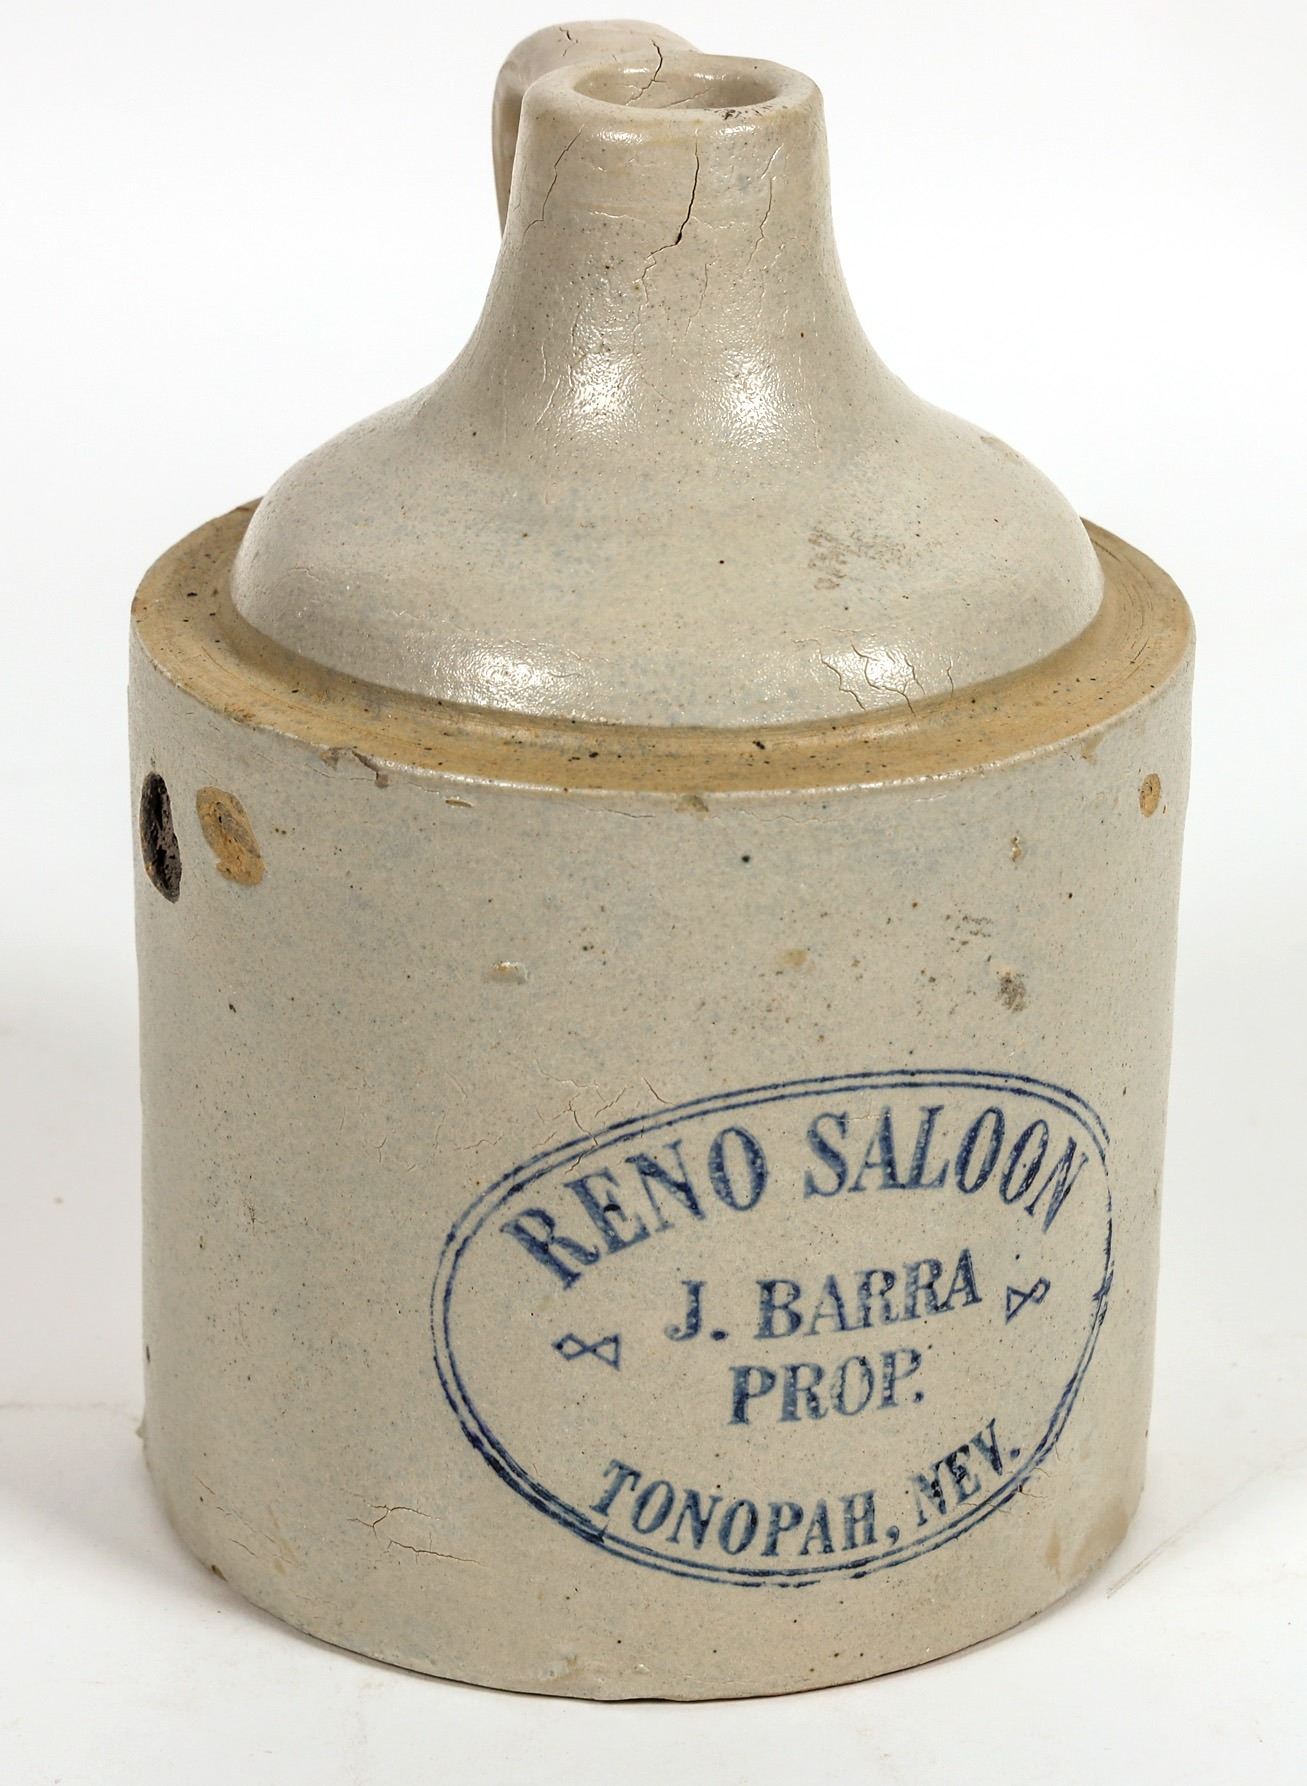 RENO SALOON
J. BARRA
PROP.
TONOPAH, NEV.